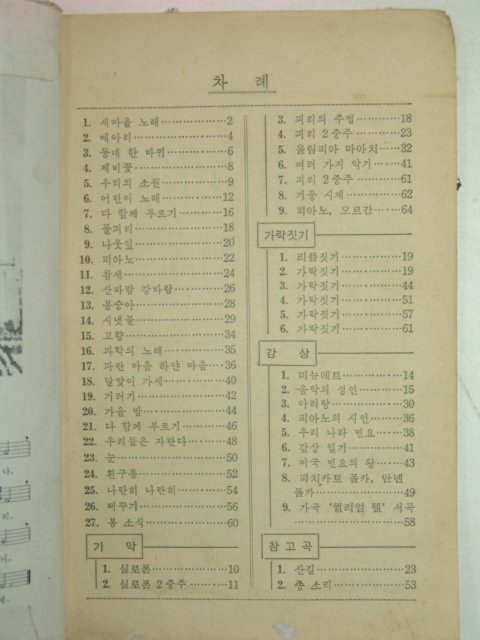 차 례
1. 새마을 노래 ················ 2
2. 메아리 ················ 4
3. 동네 한 바퀴 ················ 6
4. 제비꽃 ················ 8
5. 우리의 소원 ················ 9
6. 어린이 노래 ················ 12
7. 다 함께 부르기 ················ 16
8. 풀피리 ················ 18
9. 나뭇잎 ················ 20
10. 피아노 ················ 22
11. 참새 ················ 24
12. 산바람 강바람 ················ 26
13. 봉숭아 ················ 28
14. 시냇물 ················ 29
15. 고향 ················ 34
16. 과학의 노래 ················ 35
17. 파란 마음 하얀 마음 ···· 36
18. 달맞이 가세 ················ 40
19. 기러기 ················ 42
20. 가을 밤 ················ 44
21. 다 함께 부르기 ················ 46
22. 우리들은 자란다 ················ 48
23. 눈 ················ 50
24. 흰구름 ················ 52
25. 나란히 나란히 ················ 54
26. 뻐꾸기 ················ 56
27. 봄 소식 ················ 60
기 악
1. 실로폰 ················ 10
2. 실로폰 2중주 ················ 11
3. 피리의 주법 ················ 18
4. 피리 2중주 ················ 23
5. 올림피아 마아치 ······ 32
6. 여러 가지 악기 ········ 41
7. 피리 2중주 ················ 61
8. 기둥 시계 ················ 62
9. 피아노, 오르간 ······ 64
가락짓기
1. 리듬짓기 ················ 19
2. 가락짓기 ················ 19
3. 가락짓기 ················ 44
4. 가락짓기 ················ 51
5. 가락짓기 ················ 57
6. 가락짓기 ················ 61
감 상
1. 미뉴에트 ················ 14
2. 음악의 성인 ················ 15
3. 아리랑 ················ 30
4. 피아노의 시인 ········ 36
5. 우리 나라 민요 ······ 38
6. 감상 일기 ················ 41
7. 미국 민요의 왕 ······ 43
8. 피치카토 폴카, 안넨
폴카 ················ 49
9. 가극 '윌리엄 텔' 서곡
················ 58
참 고 곡
1. 산길 ················ 23
2. 종 소리 ················ 53
다.
히.
니.